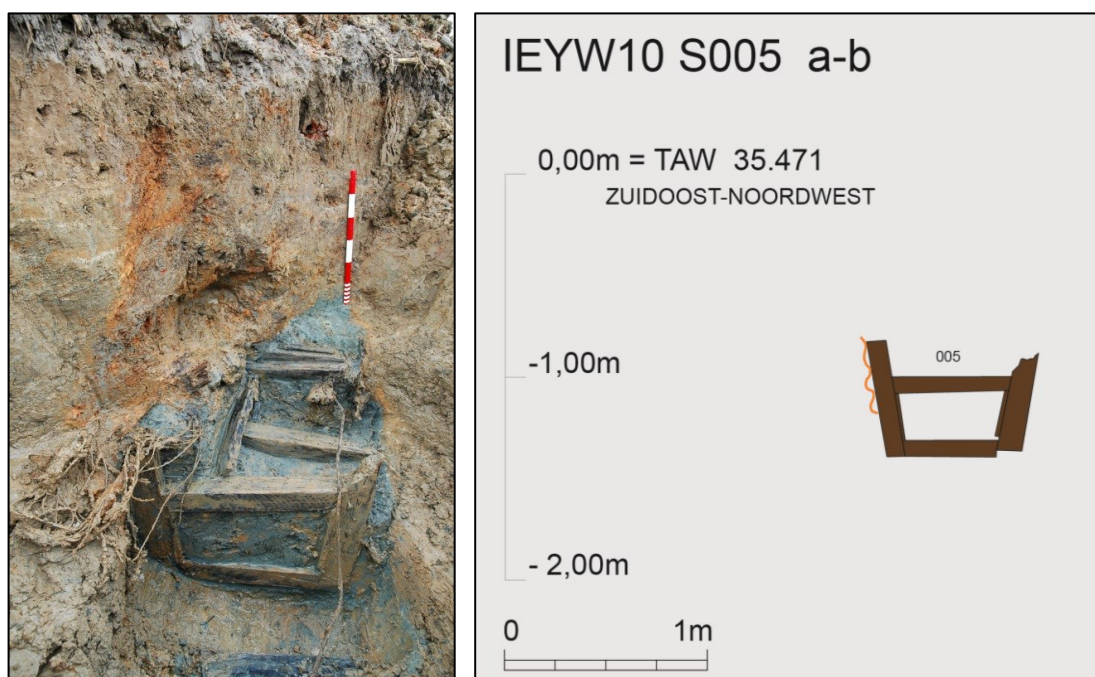 IEYW10 S005 a-b
0,00m = TAW 35.471
ZUIDOOST-NOORDWEST
005
-1,00m
- 2,00m
0 1m